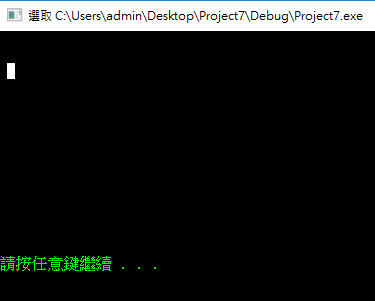 選取 C:\Users\admin\Desktop\Project7\Debug\Project7.exe
請按任意鍵繼續 . . .